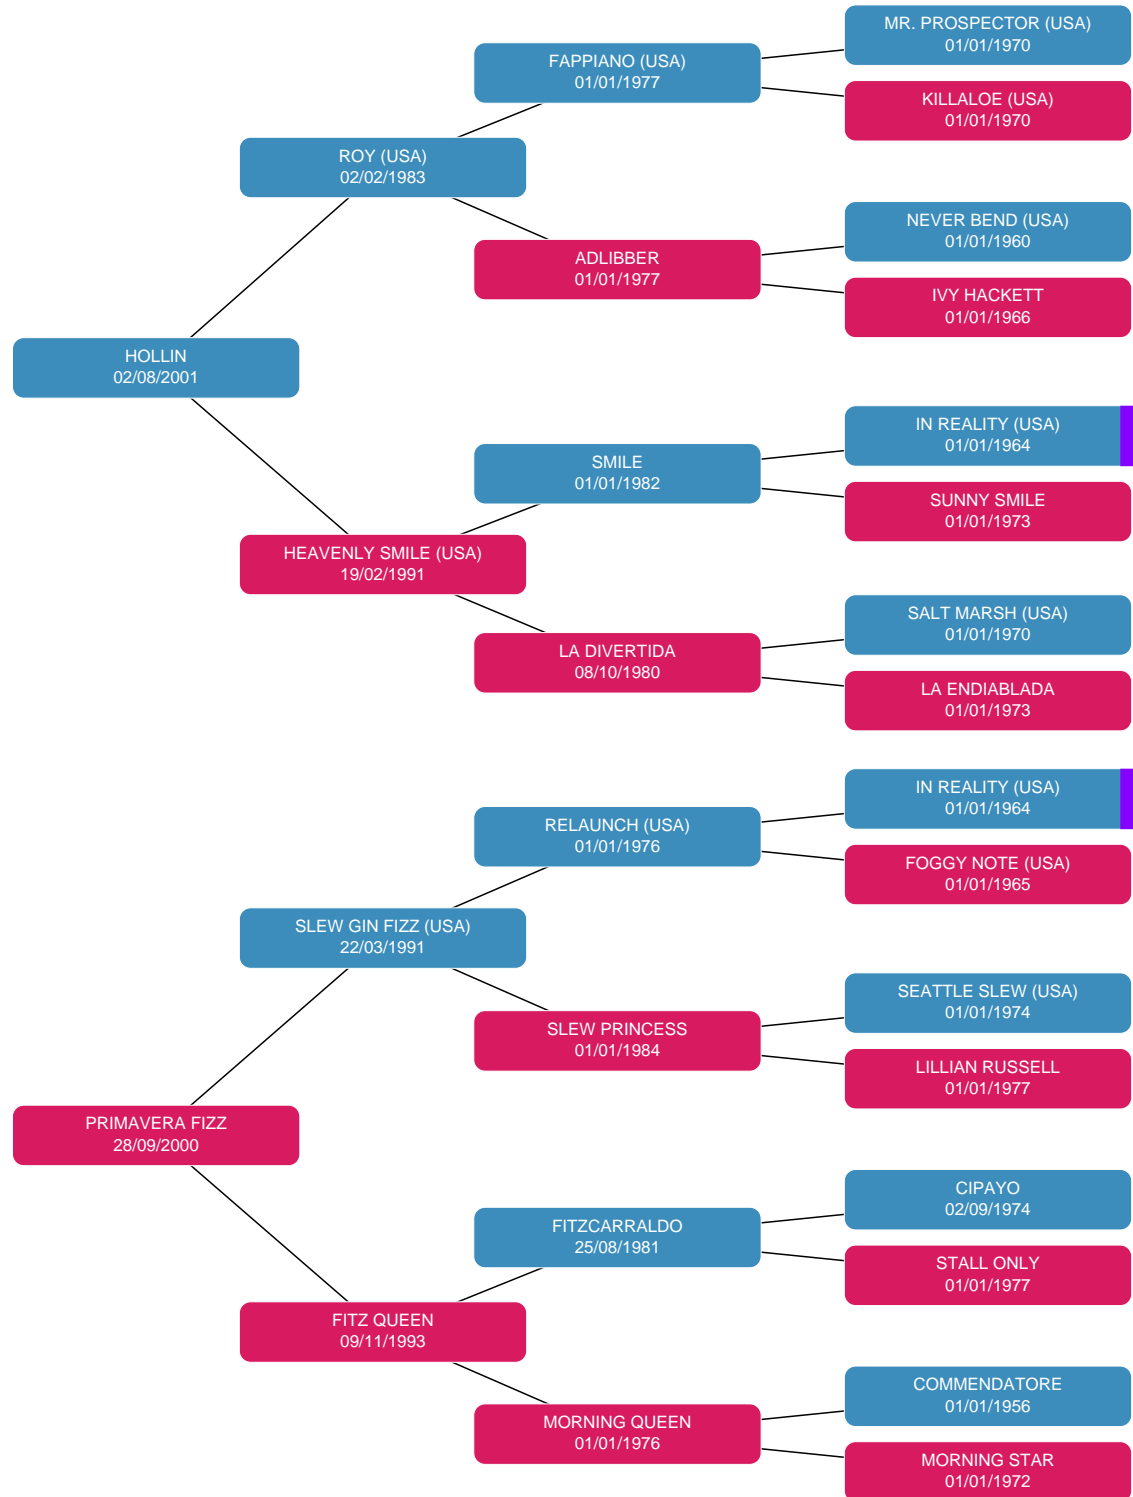 MR. PROSPECTOR (USA)
01/01/1970
FAPPIANO (USA)
01/01/1977
KILLALOE (USA)
01/01/1970
ROY (USA)
02/02/1983
NEVER BEND (USA)
01/01/1960
ADLIBBER
01/01/1977
IVY HACKETT
01/01/1966
HOLLIN
02/08/2001
IN REALITY (USA)
01/01/1964
SMILE
01/01/1982
SUNNY SMILE
01/01/1973
HEAVENLY SMILE (USA)
19/02/1991
SALT MARSH (USA)
01/01/1970
LA DIVERTIDA
08/10/1980
LA ENDIABLADA
01/01/1973
IN REALITY (USA)
01/01/1964
RELAUNCH (USA)
01/01/1976
FOGGY NOTE (USA)
01/01/1965
SLEW GIN FIZZ (USA)
22/03/1991
SEATTLE SLEW (USA)
01/01/1974
SLEW PRINCESS
01/01/1984
LILLIAN RUSSELL
01/01/1977
PRIMAVERA FIZZ
28/09/2000
CIPAYO
02/09/1974
FITZCARRALDO
25/08/1981
STALL ONLY
01/01/1977
FITZ QUEEN
09/11/1993
COMMENDATORE
01/01/1956
MORNING QUEEN
01/01/1976
MORNING STAR
01/01/1972